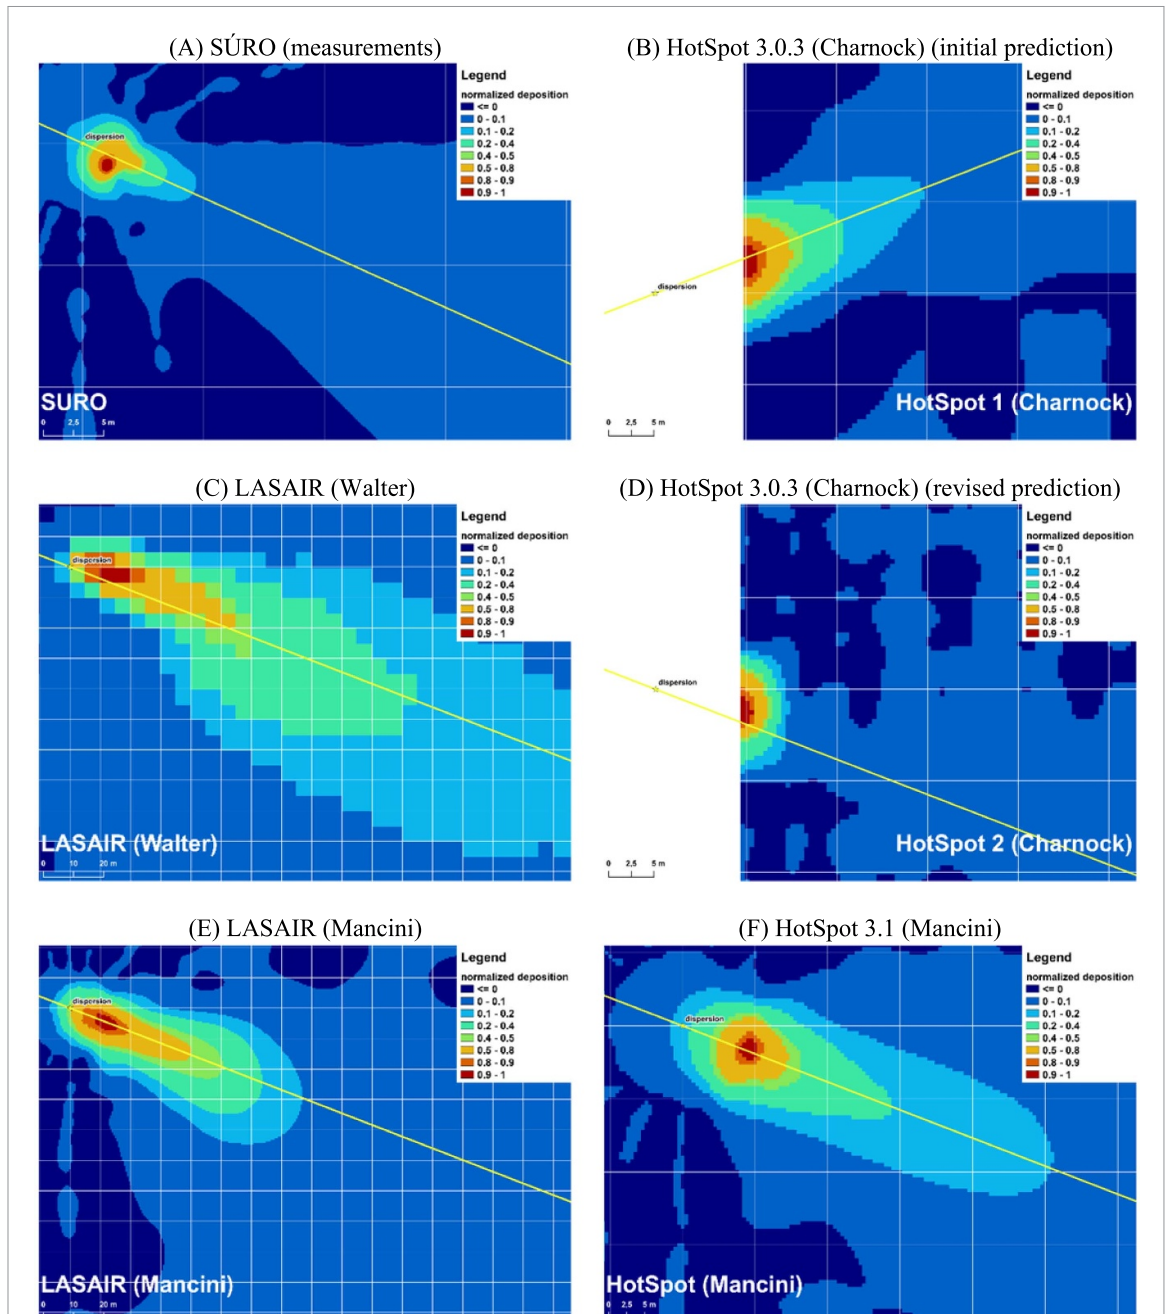 (A) SÚRO (measurements)
(B) HotSpot 3.0.3 (Charnock) (initial prediction)
Legend
normalized deposition
<= 0
0 - 0.1
0.1 - 0.2
0.2 - 0.4
0.4 - 0.5
0.5 - 0.8
0.8 - 0.9
0.9 - 1
dispersion
SURO
0 2,5 5 m
Legend
normalized deposition
<= 0
0 - 0.1
0.1 - 0.2
0.2 - 0.4
0.4 - 0.5
0.5 - 0.8
0.8 - 0.9
0.9 - 1
dispersion
HotSpot 1 (Charnock)
0 2,5 5 m
(C) LASAIR (Walter)
(D) HotSpot 3.0.3 (Charnock) (revised prediction)
Legend
normalized deposition
<= 0
0 - 0.1
0.1 - 0.2
0.2 - 0.4
0.4 - 0.5
0.5 - 0.8
0.8 - 0.9
0.9 - 1
dispersion
LASAIR (Walter)
0 10 20 m
Legend
normalized deposition
<= 0
0 - 0.1
0.1 - 0.2
0.2 - 0.4
0.4 - 0.5
0.5 - 0.8
0.8 - 0.9
0.9 - 1
dispersion
HotSpot 2 (Charnock)
0 2,5 5 m
(E) LASAIR (Mancini)
(F) HotSpot 3.1 (Mancini)
Legend
normalized deposition
<= 0
0 - 0.1
0.1 - 0.2
0.2 - 0.4
0.4 - 0.5
0.5 - 0.8
0.8 - 0.9
0.9 - 1
dispersion
LASAIR (Mancini)
0 10 20 m
Legend
normalized deposition
<= 0
0 - 0.1
0.1 - 0.2
0.2 - 0.4
0.4 - 0.5
0.5 - 0.8
0.8 - 0.9
0.9 - 1
dispersion
HotSpot (Mancini)
0 2,5 5 m